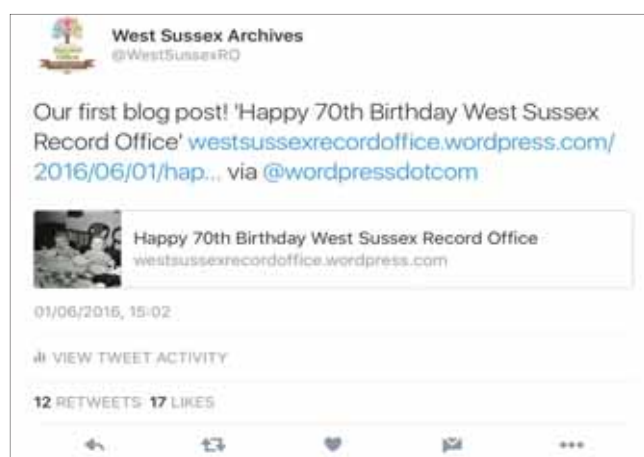 West Sussex Archives
@WestSussexRO
Our first blog post! 'Happy 70th Birthday West Sussex
Record Office' westsussexrecordoffice.wordpress.com/
2016/06/01/hap... via @wordpressdotcom
Happy 70th Birthday West Sussex Record Office
westsussexrecordoffice.wordpress.com
01/06/2016, 15:02
VIEW TWEET ACTIVITY
12 RETWEETS 17 LIKES